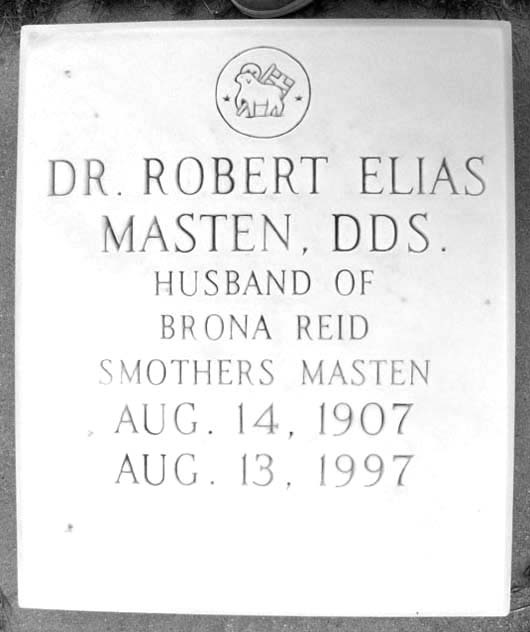 DR. ROBERT ELIAS
MASTEN, DDS.
HUSBAND OF
BRONA REID
SMOTHERS MASTEN
AUG. 14, 1907
AUG. 13, 1997